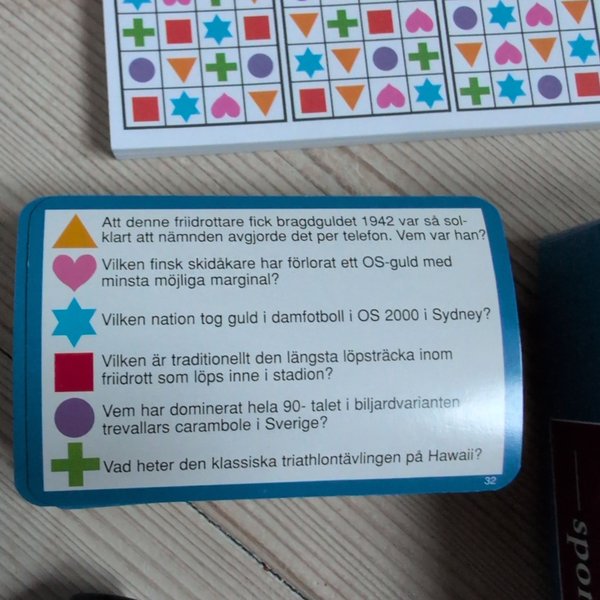 Att denne friidrottare fick bragdguldet 1942 var så sol-
klart att nämnden avgjorde det per telefon. Vem var han?
Vilken finsk skidåkare har förlorat ett OS-guld med
minsta möjliga marginal?
Vilken nation tog guld i damfotboll i OS 2000 i Sydney?
Vilken är traditionellt den längsta löpsträcka inom
friidrott som löps inne i stadion?
Vem har dominerat hela 90- talet i biljardvarianten
trevallars carambole i Sverige?
Vad heter den klassiska triathlontävlingen på Hawaii?
32